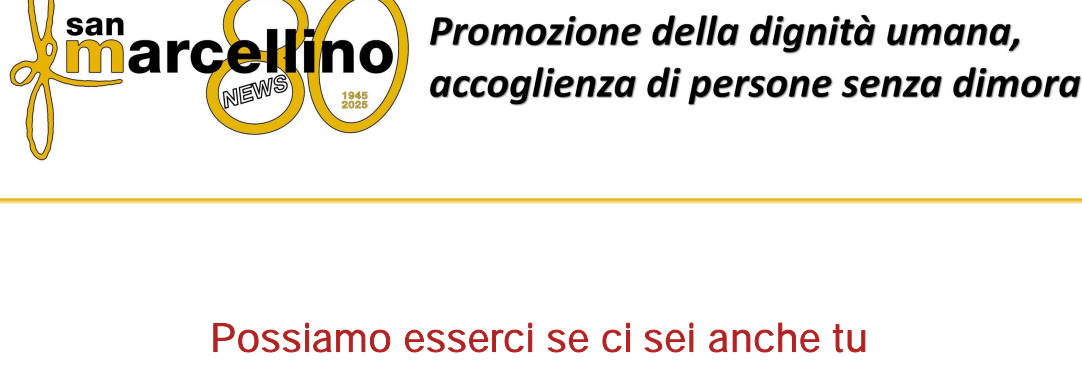 san
marcellino
80
NEWS
1945
2025
Promozione della dignità umana,
accoglienza di persone senza dimora
Possiamo esserci se ci sei anche tu